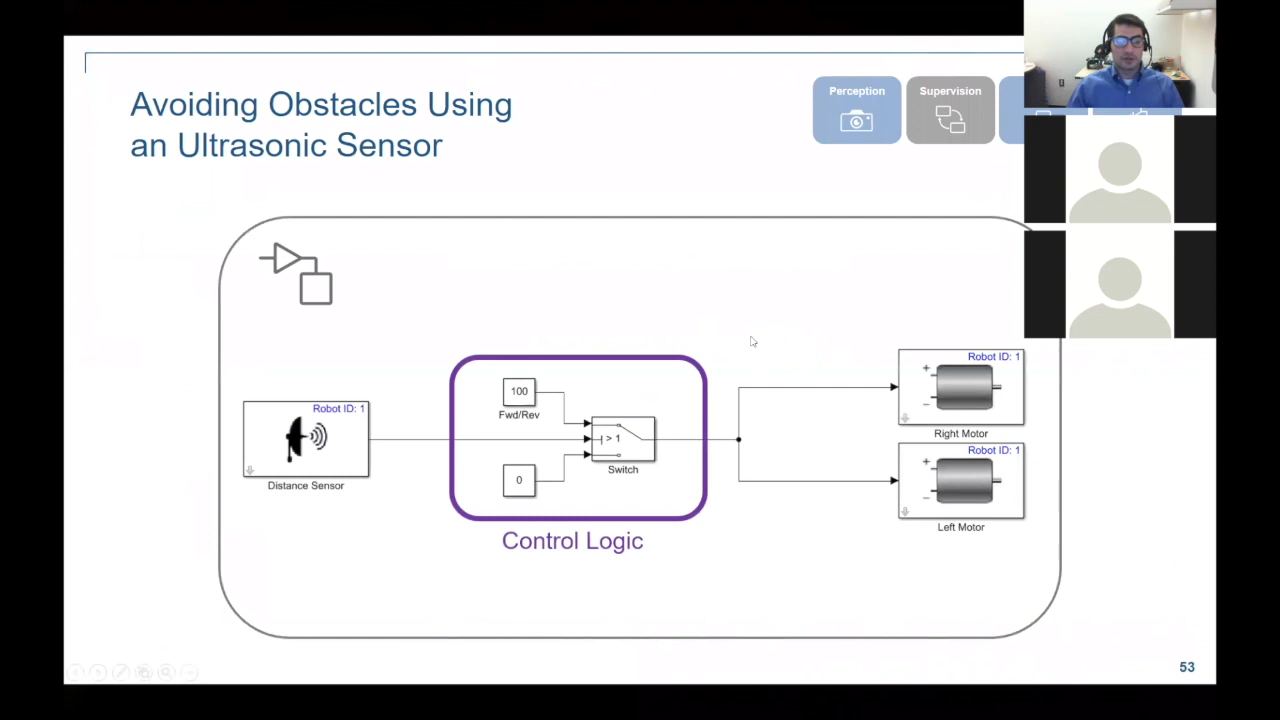 Avoiding Obstacles Using
an Ultrasonic Sensor
Perception
Supervision
Robot ID: 1
Distance Sensor
100
Fwd/Rev
0
> 1
Switch
Control Logic
Robot ID: 1
+
−
Right Motor
Robot ID: 1
+
−
Left Motor
53